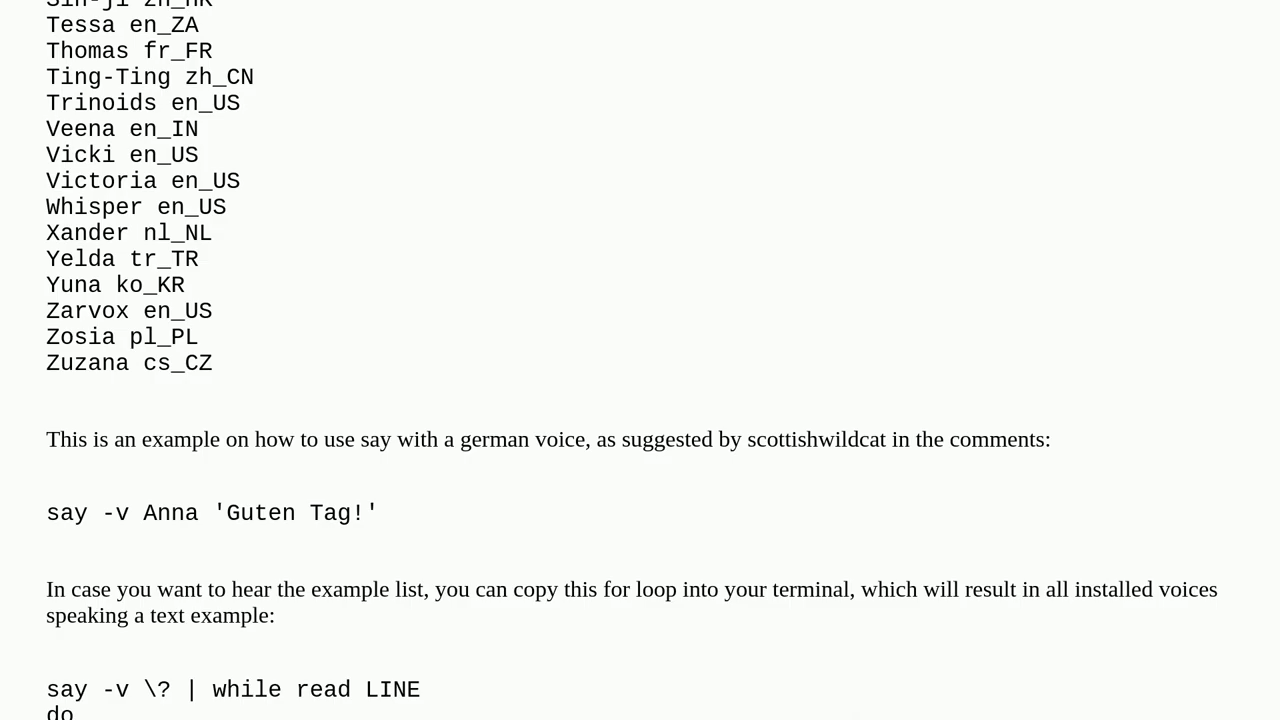 Sin-ji zh_HK
Tessa en_ZA
Thomas fr_FR
Ting-Ting zh_CN
Trinoids en_US
Veena en_IN
Vicki en_US
Victoria en_US
Whisper en_US
Xander nl_NL
Yelda tr_TR
Yuna ko_KR
Zarvox en_US
Zosia pl_PL
Zuzana cs_CZ
This is an example on how to use say with a german voice, as suggested by scottishwildcat in the comments:
say -v Anna 'Guten Tag!'
In case you want to hear the example list, you can copy this for loop into your terminal, which will result in all installed voices
speaking a text example:
say -v \? | while read LINE
do